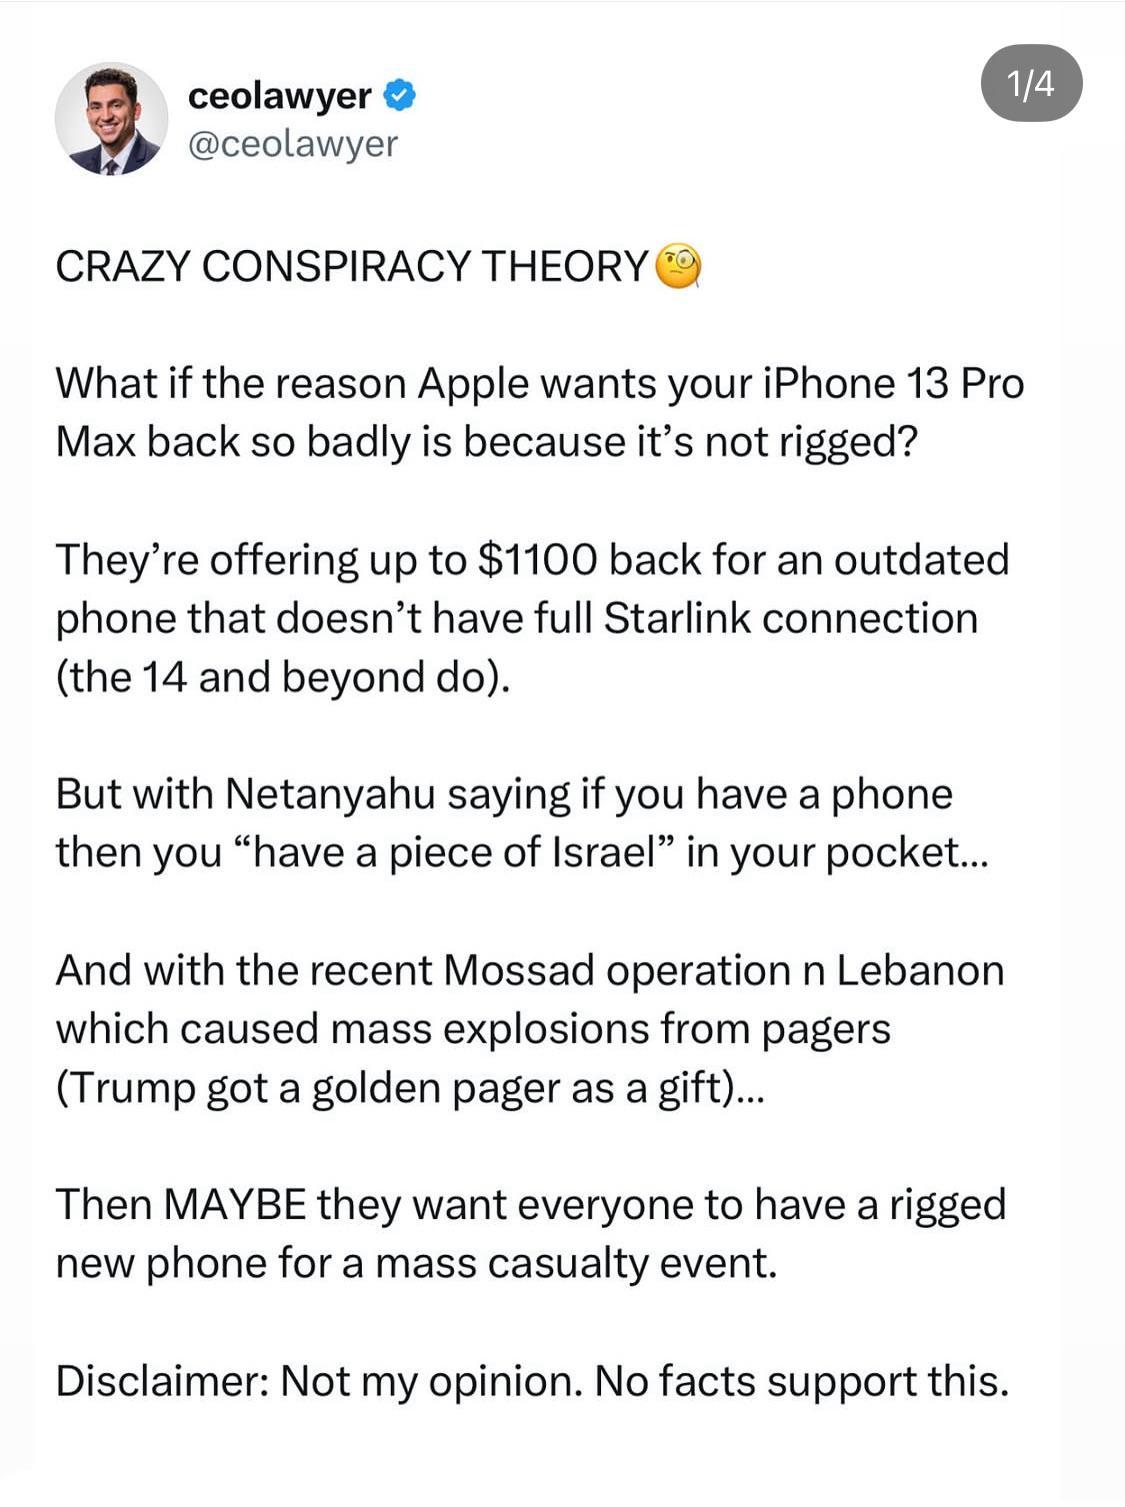 ceolawyer
@ceolawyer
1/4
CRAZY CONSPIRACY THEORY🧐
What if the reason Apple wants your iPhone 13 Pro
Max back so badly is because it’s not rigged?
They’re offering up to $1100 back for an outdated
phone that doesn’t have full Starlink connection
(the 14 and beyond do).
But with Netanyahu saying if you have a phone
then you “have a piece of Israel” in your pocket...
And with the recent Mossad operation n Lebanon
which caused mass explosions from pagers
(Trump got a golden pager as a gift)...
Then MAYBE they want everyone to have a rigged
new phone for a mass casualty event.
Disclaimer: Not my opinion. No facts support this.